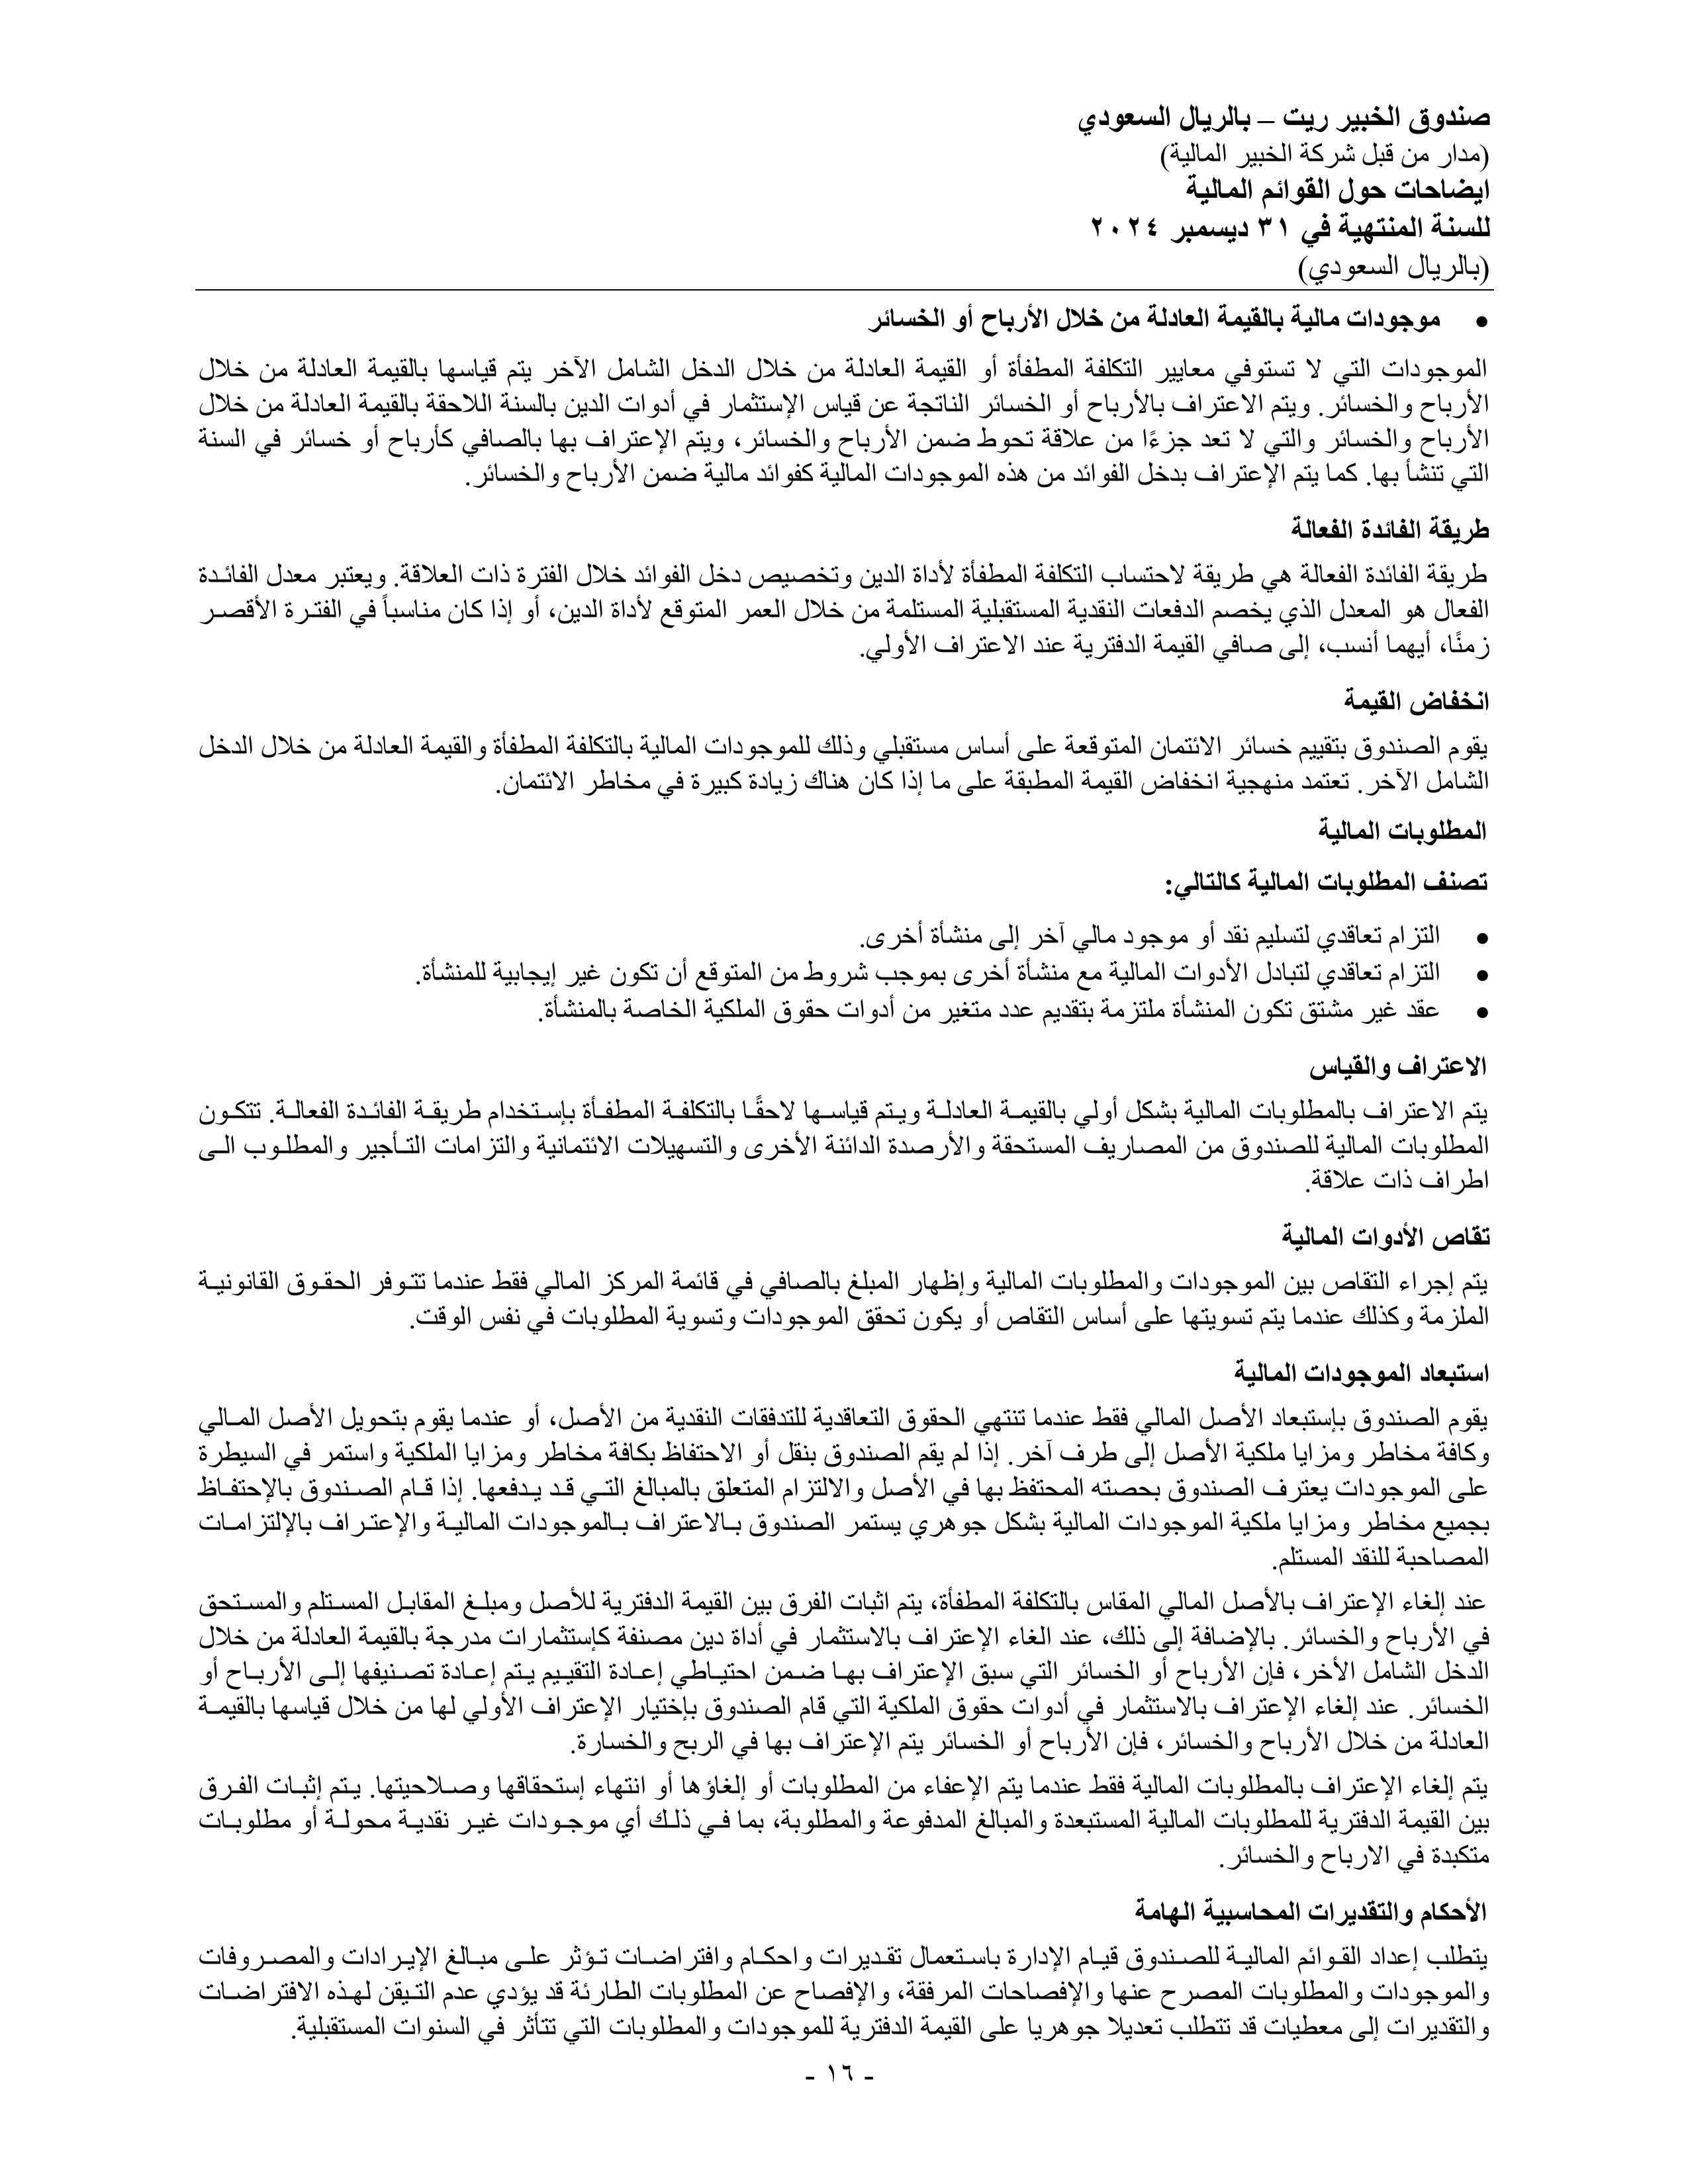 صندوق الخبير ريت – بالريال السعودي
(مدار من قبل شركة الخبير المالية)
ايضاحات حول القوائم المالية
للسنة المنتهية في ٣١ ديسمبر ٢٠٢٤
(بالريال السعودي)
• موجودات مالية بالقيمة العادلة من خلال الأرباح أو الخسائر
الموجودات التي لا تستوفي معايير التكلفة المطفأة أو القيمة العادلة من خلال الدخل الشامل الآخر يتم قياسها بالقيمة العادلة من خلال
الأرباح والخسائر. ويتم الاعتراف بالأرباح أو الخسائر الناتجة عن قياس الإستثمار في أدوات الدين بالسنة اللاحقة بالقيمة العادلة من خلال
الأرباح والخسائر والتي لا تعد جزءًا من علاقة تحوط ضمن الأرباح والخسائر، ويتم الإعتراف بها بالصافي كأرباح أو خسائر في السنة
التي تنشأ بها. كما يتم الإعتراف بدخل الفوائد من هذه الموجودات المالية كفوائد مالية ضمن الأرباح والخسائر.
طريقة الفائدة الفعالة
طريقة الفائدة الفعالة هي طريقة لاحتساب التكلفة المطفأة لأداة الدين وتخصيص دخل الفوائد خلال الفترة ذات العلاقة. ويعتبر معدل الفائدة
الفعال هو المعدل الذي يخصم الدفعات النقدية المستقبلية المستلمة من خلال العمر المتوقع لأداة الدين، أو إذا كان مناسباً في الفترة الأقصر
زمنًا، أيهما أنسب، إلى صافي القيمة الدفترية عند الاعتراف الأولي.
انخفاض القيمة
يقوم الصندوق بتقييم خسائر الائتمان المتوقعة على أساس مستقبلي وذلك للموجودات المالية بالتكلفة المطفأة والقيمة العادلة من خلال الدخل
الشامل الآخر. تعتمد منهجية انخفاض القيمة المطبقة على ما إذا كان هناك زيادة كبيرة في مخاطر الائتمان.
المطلوبات المالية
تصنف المطلوبات المالية كالتالي:
• التزام تعاقدي لتسليم نقد أو موجود مالي آخر إلى منشأة أخرى.
• التزام تعاقدي لتبادل الأدوات المالية مع منشأة أخرى بموجب شروط من المتوقع أن تكون غير إيجابية للمنشأة.
• عقد غير مشتق تكون المنشأة ملتزمة بتقديم عدد متغير من أدوات حقوق الملكية الخاصة بالمنشأة.
الاعتراف والقياس
يتم الاعتراف بالمطلوبات المالية بشكل أولي بالقيمة العادلة ويتم قياسها لاحقًا بالتكلفة المطفأة بإستخدام طريقة الفائدة الفعالة. تتكون
المطلوبات المالية للصندوق من المصاريف المستحقة والأرصدة الدائنة الأخرى والتسهيلات الائتمانية والتزامات التأجير والمطلوب الى
اطراف ذات علاقة.
تقاص الأدوات المالية
يتم إجراء التقاص بين الموجودات والمطلوبات المالية وإظهار المبلغ بالصافي في قائمة المركز المالي فقط عندما تتوفر الحقوق القانونية
الملزمة وكذلك عندما يتم تسويتها على أساس التقاص أو يكون تحقق الموجودات وتسوية المطلوبات في نفس الوقت.
استبعاد الموجودات المالية
يقوم الصندوق بإستبعاد الأصل المالي فقط عندما تنتهي الحقوق التعاقدية للتدفقات النقدية من الأصل، أو عندما يقوم بتحويل الأصل المالي
وكافة مخاطر ومزايا ملكية الأصل إلى طرف آخر. إذا لم يقم الصندوق بنقل أو الاحتفاظ بكافة مخاطر ومزايا الملكية واستمر في السيطرة
على الموجودات يعترف الصندوق بحصته المحتفظ بها في الأصل والالتزام المتعلق بالمبالغ التي قد يدفعها. إذا قام الصندوق بالإحتفاظ
بجميع مخاطر ومزايا ملكية الموجودات المالية بشكل جوهري يستمر الصندوق بالاعتراف بالموجودات المالية والإعتراف بالإلتزامات
المصاحبة للنقد المستلم.
عند إلغاء الإعتراف بالأصل المالي المقاس بالتكلفة المطفأة، يتم اثبات الفرق بين القيمة الدفترية للأصل ومبلغ المقابل المستلم والمستحق
في الأرباح والخسائر. بالإضافة إلى ذلك، عند الغاء الإعتراف بالاستثمار في أداة دين مصنفة كإستثمارات مدرجة بالقيمة العادلة من خلال
الدخل الشامل الأخر، فإن الأرباح أو الخسائر التي سبق الإعتراف بها ضمن احتياطي إعادة التقييم يتم إعادة تصنيفها إلى الأرباح أو
الخسائر. عند إلغاء الإعتراف بالاستثمار في أدوات حقوق الملكية التي قام الصندوق بإختيار الإعتراف الأولي لها من خلال قياسها بالقيمة
العادلة من خلال الأرباح والخسائر، فإن الأرباح أو الخسائر يتم الإعتراف بها في الربح والخسارة.
يتم إلغاء الإعتراف بالمطلوبات المالية فقط عندما يتم الإعفاء من المطلوبات أو إلغاؤها أو انتهاء إستحقاقها وصلاحيتها. يتم إثبات الفرق
بين القيمة الدفترية للمطلوبات المالية المستبعدة والمبالغ المدفوعة والمطلوبة، بما في ذلك أي موجودات غير نقدية محولة أو مطلوبات
متكبدة في الارباح والخسائر.
الأحكام والتقديرات المحاسبية الهامة
يتطلب إعداد القوائم المالية للصندوق قيام الإدارة باستعمال تقديرات واحكام وافتراضات تؤثر على مبالغ الإيرادات والمصروفات
والموجودات والمطلوبات المصرح عنها والإفصاحات المرفقة، والإفصاح عن المطلوبات الطارئة قد يؤدي عدم التيقن لهذه الافتراضات
والتقديرات إلى معطيات قد تتطلب تعديلا جوهريا على القيمة الدفترية للموجودات والمطلوبات التي تتأثر في السنوات المستقبلية.
- ١٦ -